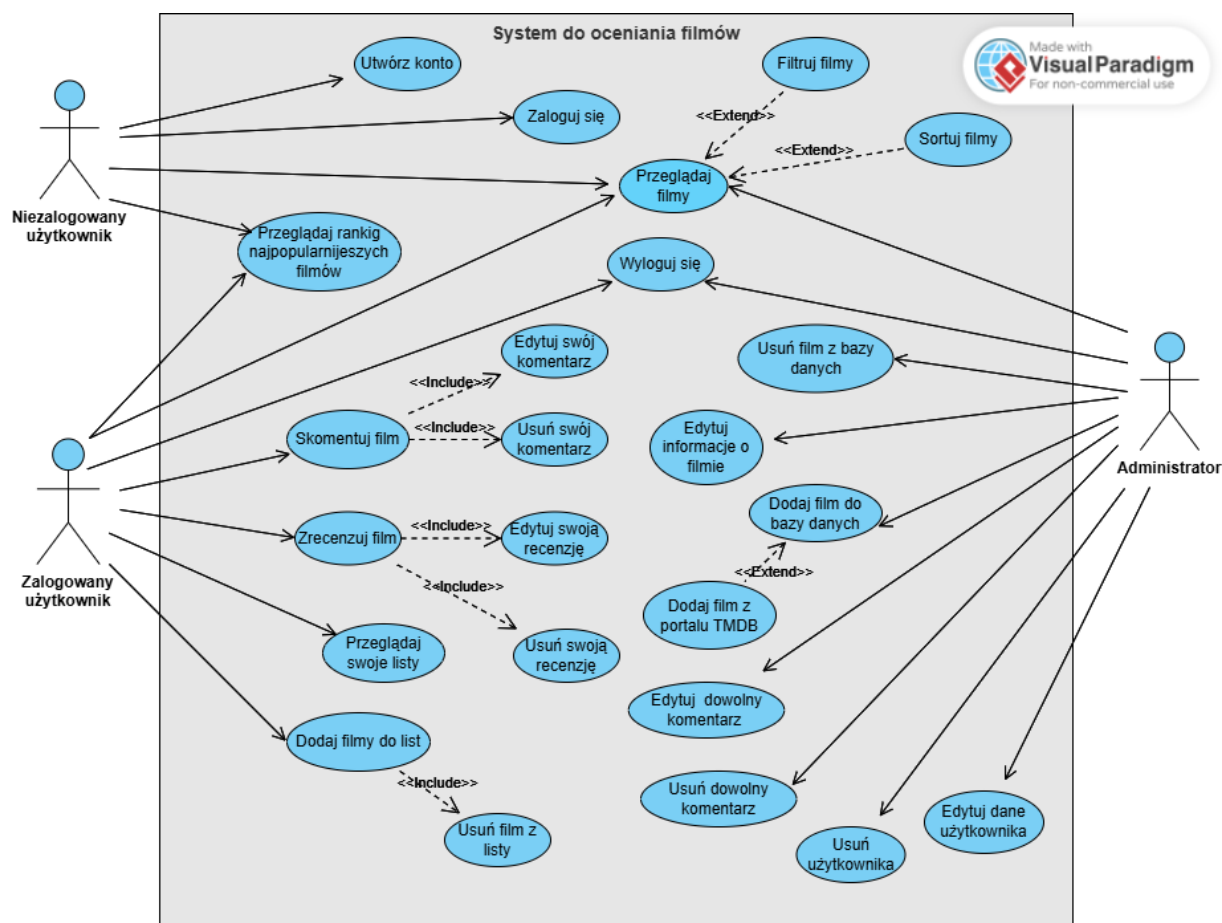 System do oceniania filmów
Made with
VisualParadigm
For non-commercial use
Utwórz konto
Filtruj filmy
Zaloguj się
<<Extend>>
<<Extend>>
Sortuj filmy
Przeglądaj
filmy
Niezalogowany
użytkownik
Przeglądaj rankig
najpopularnijeszych
filmów
Wyloguj się
Edytuj swój
komentarz
Usuń film z bazy
danych
<<Include>>
Skomentuj film
<<Include>>
Usuń swój
komentarz
Edytuj
informacje o
filmie
Administrator
Dodaj film do
bazy danych
Zrecenzuj film
<<Include>>
Edytuj swoją
recenzję
<<Extend>>
Zalogowany
użytkownik
<<Include>>
Dodaj film z
portalu TMDB
Przeglądaj
swoje listy
Usuń swoją
recenzję
Edytuj dowolny
komentarz
Dodaj filmy do list
<<Include>>
Usuń dowolny
komentarz
Edytuj dane
użytkownika
Usuń film z
listy
Usuń
użytkownika